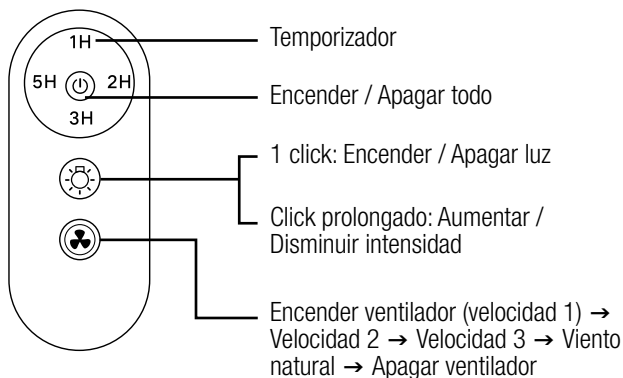 1H
5H
2H
3H
Temporizador
Encender / Apagar todo
1 click: Encender / Apagar luz
Click prolongado: Aumentar /
Disminuir intensidad
Encender ventilador (velocidad 1) →
Velocidad 2 → Velocidad 3 → Viento
natural → Apagar ventilador